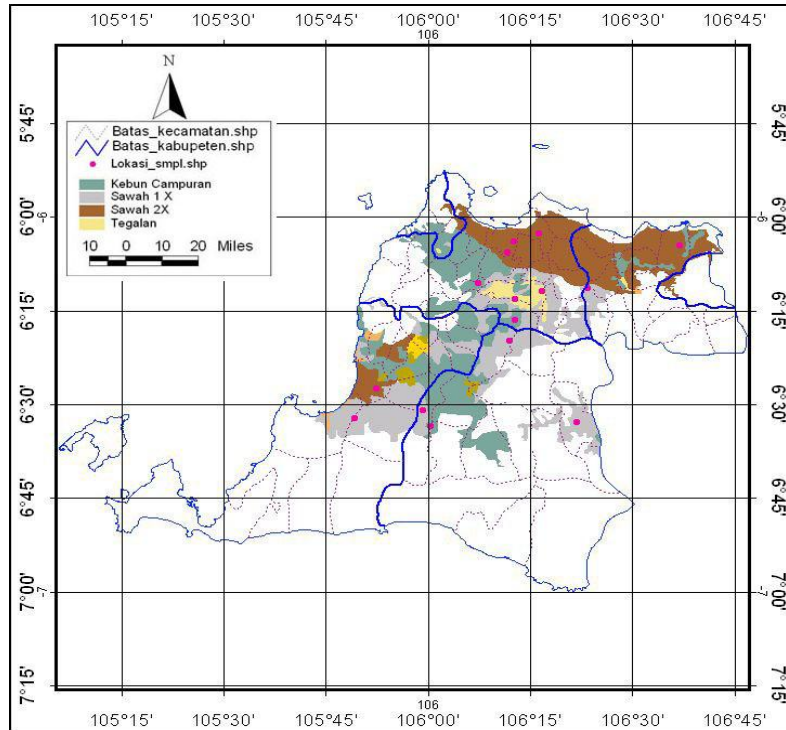 105°15' 105°30' 105°45' 106°00' 106°15' 106°30' 106°45'
106
N
Batas_kecamatan.shp
Batas_kabupeten.shp
Lokasi_smpl.shp
Kebun Campuran
Sawah 1 X
Sawah 2X
Tegalan
10 0 10 20 Miles
5°45' 5°45'
6°00' -6 -6 6°00'
6°15' 6°15'
6°30' 6°30'
6°45' 6°45'
7°00' -7 -7 7°00'
7°15' 7°15'
106
105°15' 105°30' 105°45' 106°00' 106°15' 106°30' 106°45'